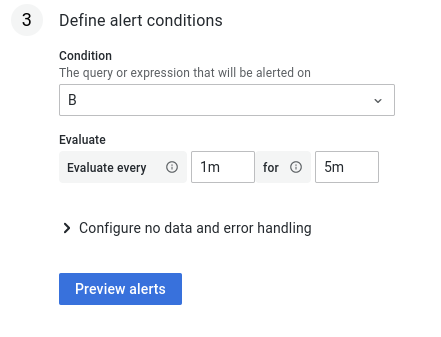 3 Define alert conditions
Condition
The query or expression that will be alerted on
B
Evaluate
Evaluate every 1m for 5m
Configure no data and error handling
Preview alerts